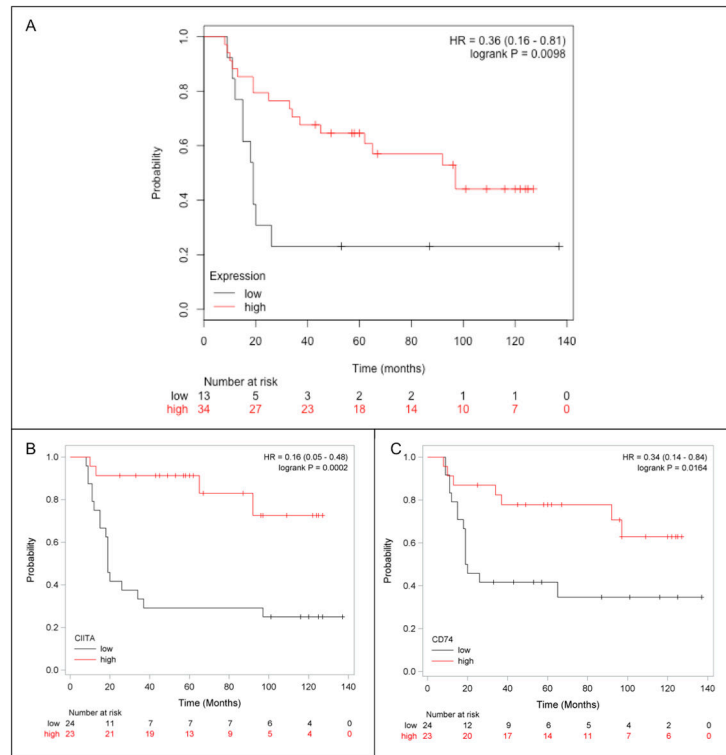 A
HR = 0.36 (0.16 - 0.81)
logrank P = 0.0098
1.0
0.8
0.6
0.4
0.2
0.0
Probability
Expression
low
high
0 20 40 60 80 100 120 140
Time (months)
Number at risk
low 13 5 3 2 2 1 1 0
high 34 27 23 18 14 10 7 0
B
HR = 0.16 (0.05 - 0.48)
logrank P = 0.0002
1.0
0.8
0.6
0.4
0.2
0.0
Probability
CIITA
low
high
0 20 40 60 80 100 120 140
Time (Months)
Number at risk
low 24 11 7 7 7 6 4 0
high 23 21 19 13 9 5 4 0
C
HR = 0.34 (0.14 - 0.84)
logrank P = 0.0164
1.0
0.8
0.6
0.4
0.2
0.0
Probability
CD74
low
high
0 20 40 60 80 100 120 140
Time (Months)
Number at risk
low 24 12 9 6 5 4 2 0
high 23 20 17 14 11 7 6 0